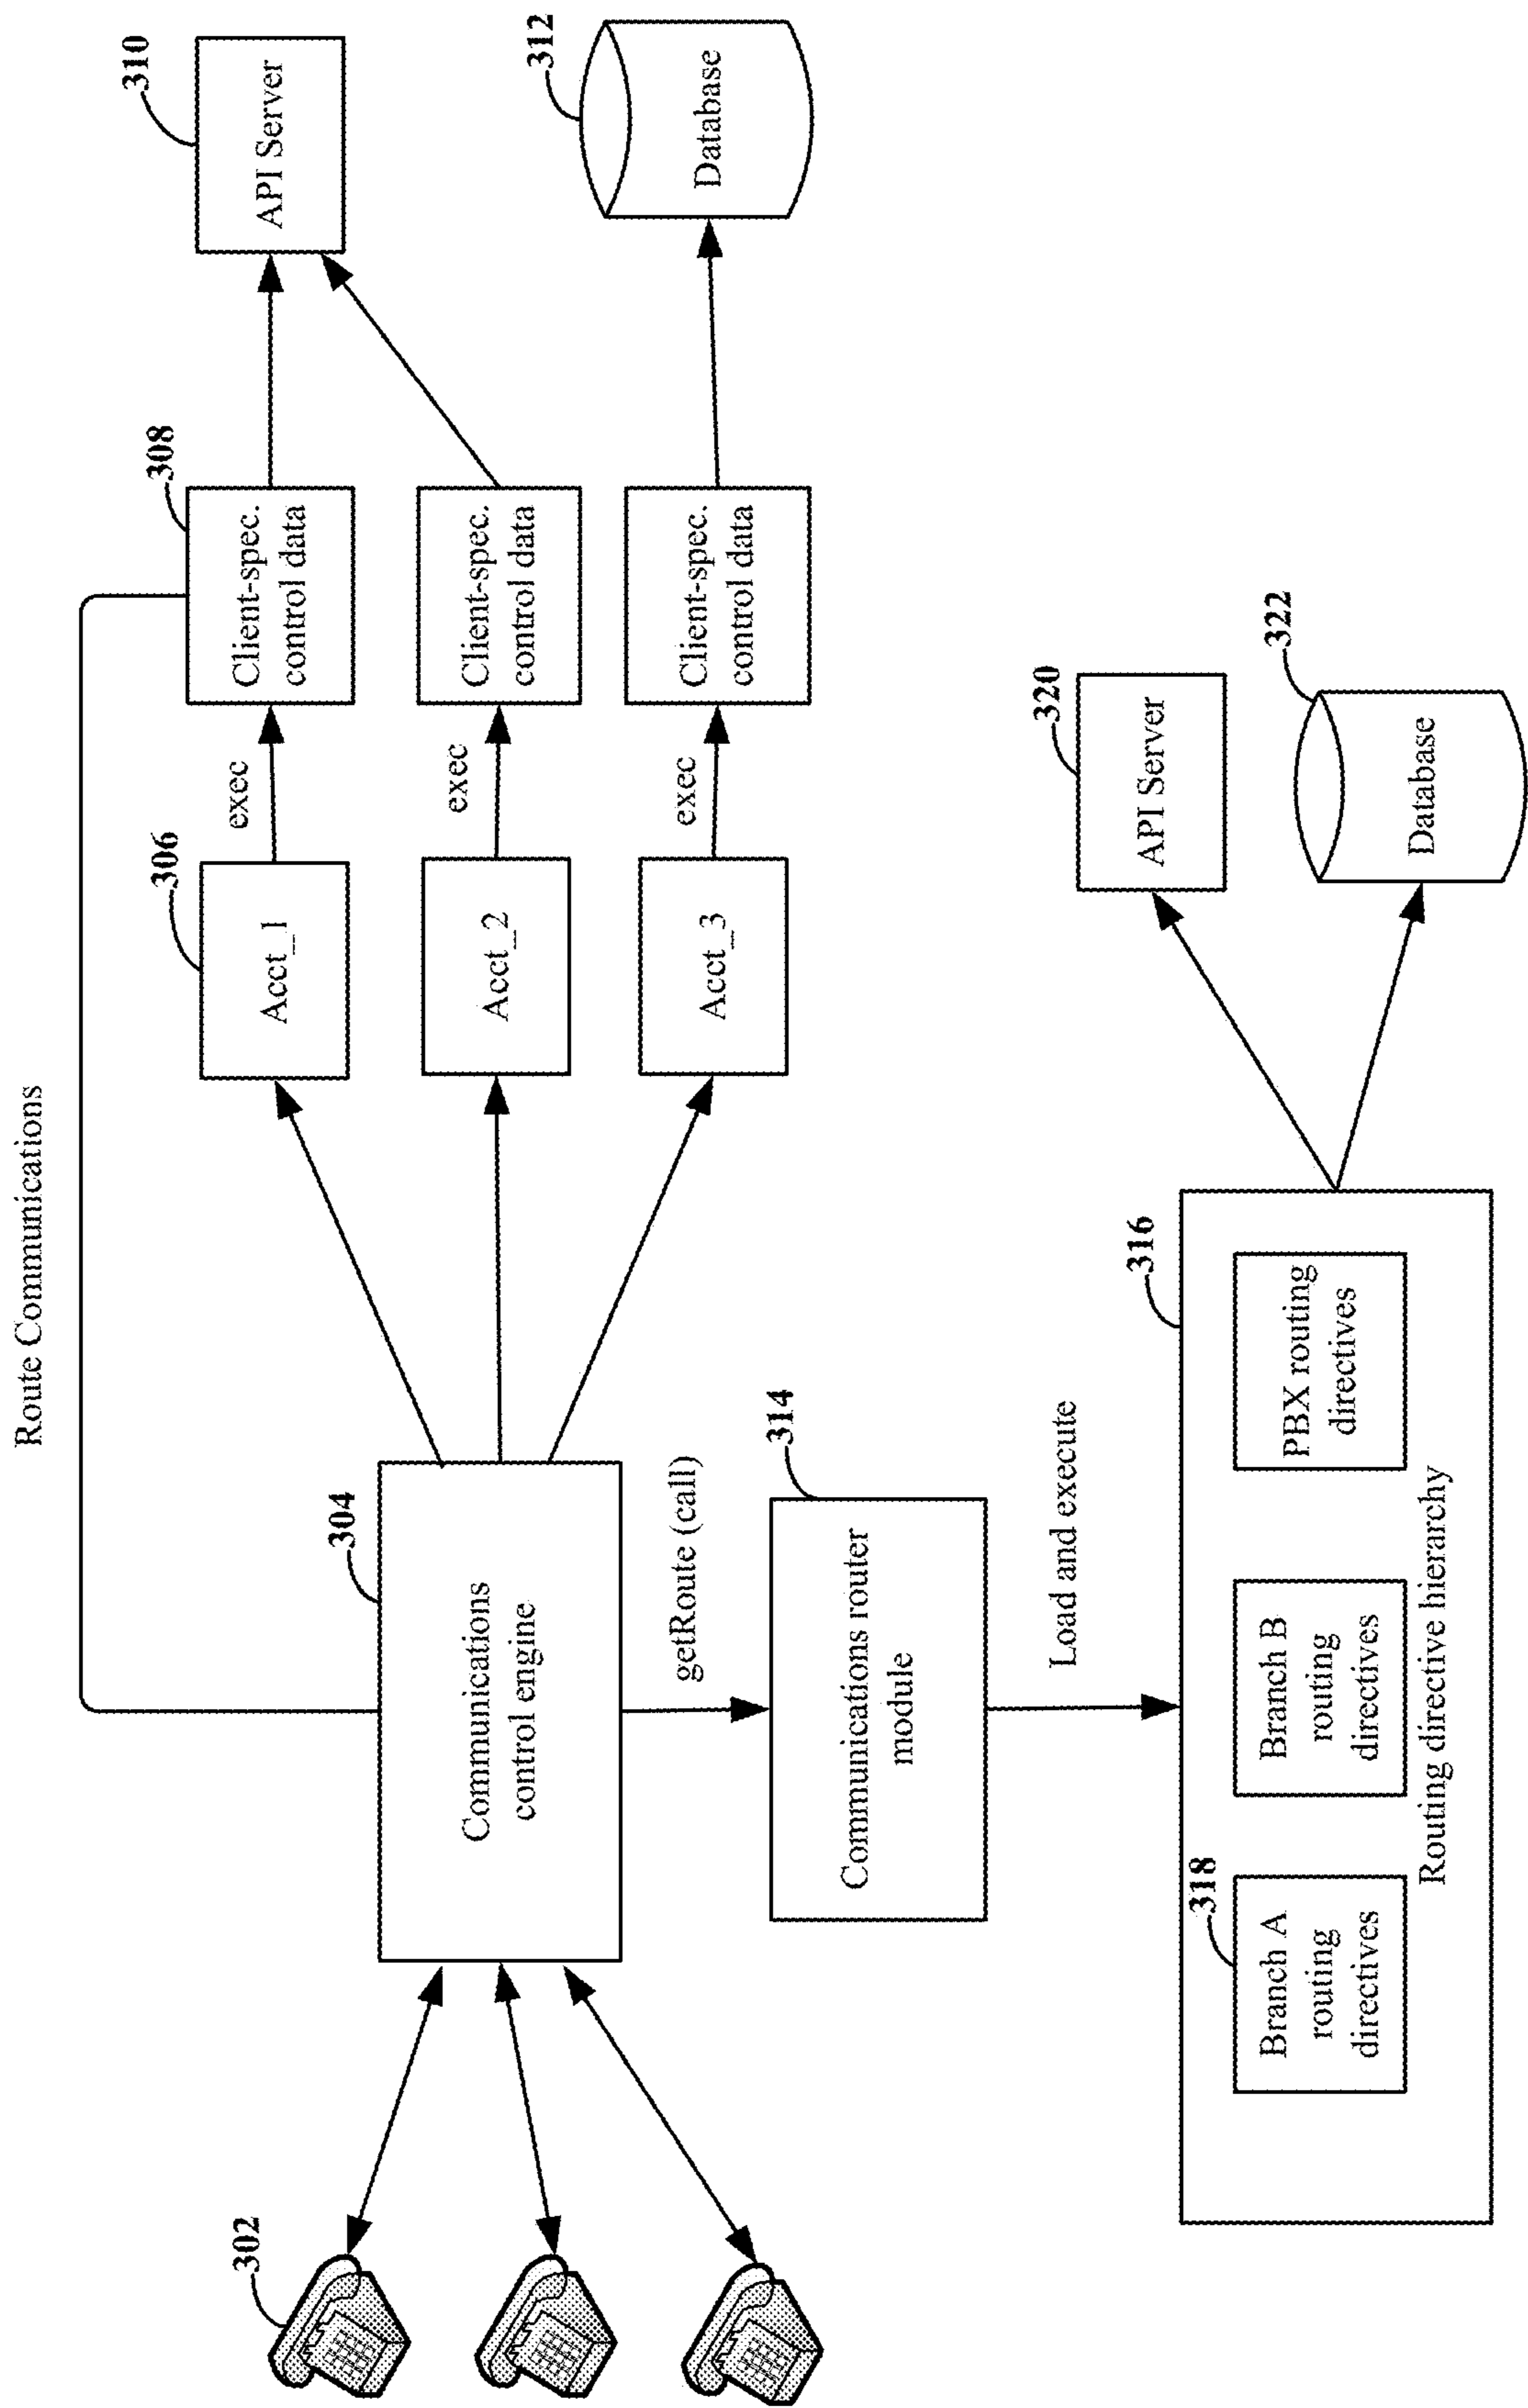 Route Communications
302
304
Communications
control engine
306
Acct_1
exec
308
Client-spec.
control data
310
API Server
Acct_2
exec
Client-spec.
control data
Acct_3
exec
Client-spec.
control data
312
Database
getRoute (call)
314
Communications router
module
Load and execute
316
318
Branch A
routing
directives
Branch B
routing
directives
PBX routing
directives
Routing directive hierarchy
320
API Server
322
Database